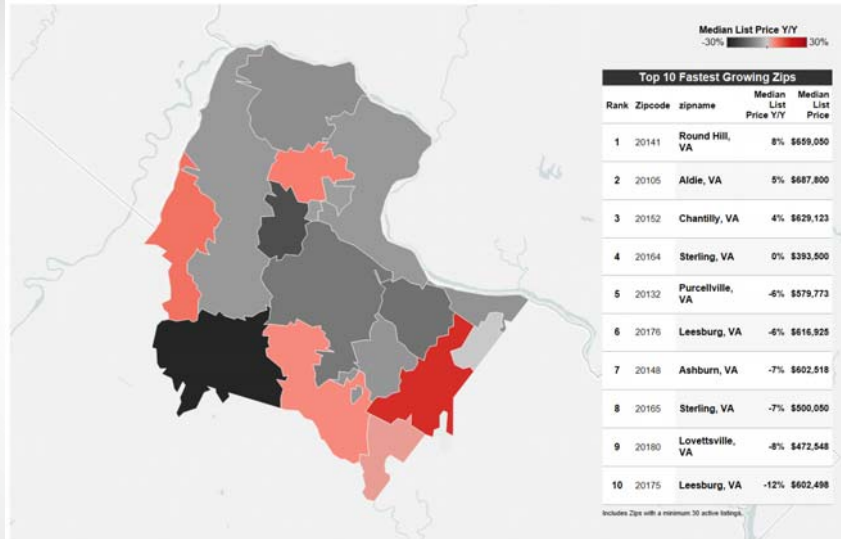 Median List Price Y/Y
-30% 30%
Top 10 Fastest Growing Zips
Rank Zipcode zipname Median List Price Y/Y Median List Price
1 20141 Round Hill, VA 8% $659,050
2 20105 Aldie, VA 5% $687,800
3 20152 Chantilly, VA 4% $629,123
4 20164 Sterling, VA 0% $393,500
5 20132 Purcellville, VA -6% $579,773
6 20176 Leesburg, VA -6% $616,925
7 20148 Ashburn, VA -7% $602,518
8 20165 Sterling, VA -7% $500,050
9 20180 Lovettsville, VA -8% $472,548
10 20175 Leesburg, VA -12% $602,498
Includes Zips with a minimum 30 active listings.